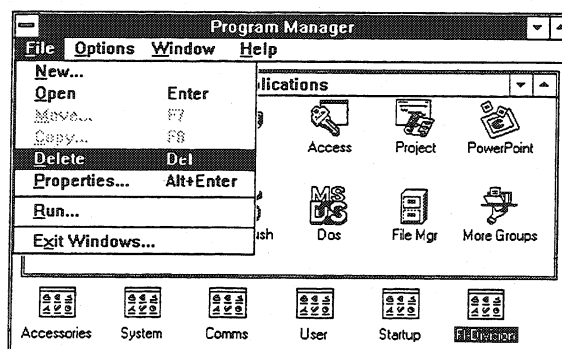 Program Manager
File Options Window Help
New...
Open Enter
Move... F7
Copy... F8
Delete Del
Properties... Alt+Enter
Run...
Exit Windows...
lications
Access Project PowerPoint
MS DOS
ush Dos File Mgr More Groups
Accessories System Comms User Startup FI-Division